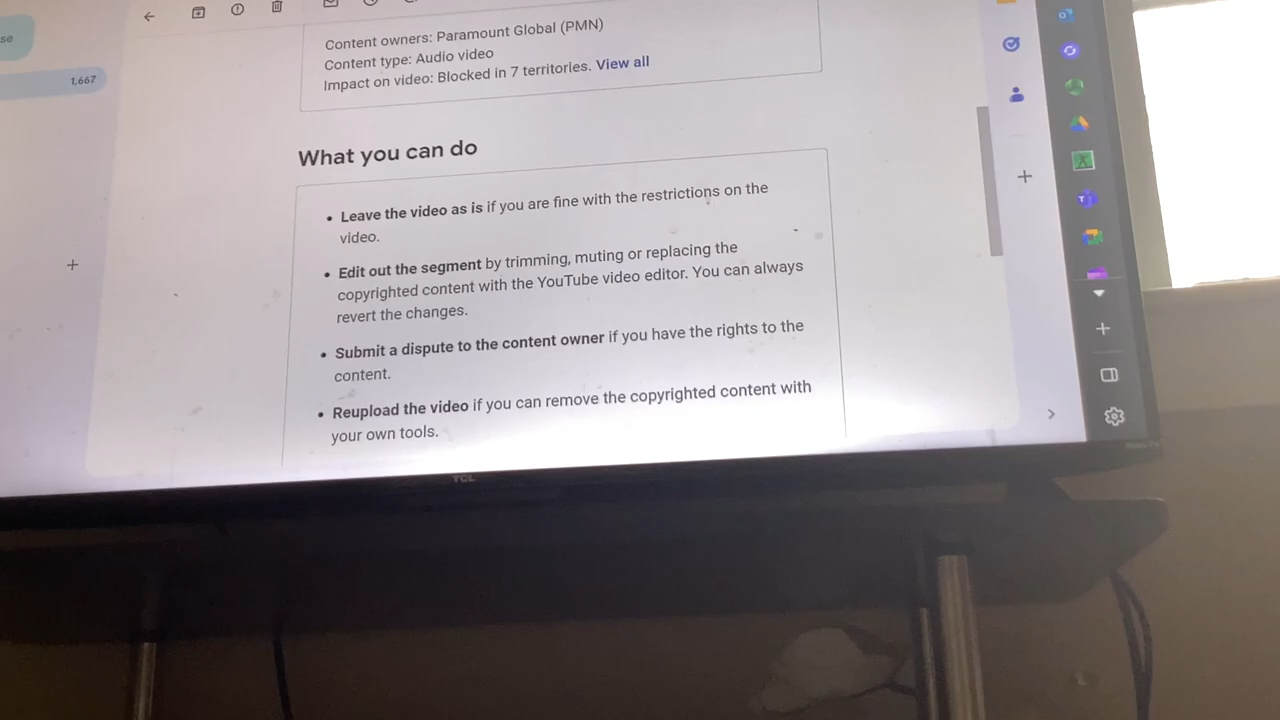 se
1,667
Content owners: Paramount Global (PMN)
Content type: Audio video
Impact on video: Blocked in 7 territories. View all
What you can do
• Leave the video as is if you are fine with the restrictions on the
video.
• Edit out the segment by trimming, muting or replacing the
copyrighted content with the YouTube video editor. You can always
revert the changes.
• Submit a dispute to the content owner if you have the rights to the
content.
• Reupload the video if you can remove the copyrighted content with
your own tools.
TCL